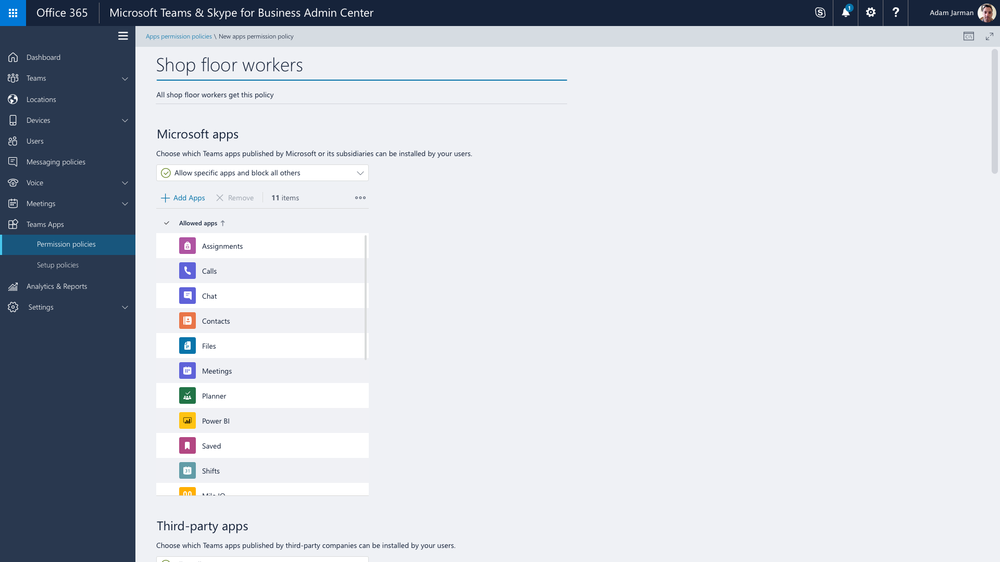 Office 365
Microsoft Teams & Skype for Business Admin Center
1
Adam Jarman
Apps permission policies \ New apps permission policy
Dashboard
Teams
Locations
Devices
Users
Messaging policies
Voice
Meetings
Teams Apps
Permission policies
Setup policies
Analytics & Reports
Settings
Shop floor workers
All shop floor workers get this policy
Microsoft apps
Choose which Teams apps published by Microsoft or its subsidiaries can be installed by your users.
Allow specific apps and block all others
Add Apps
Remove
11 items
Allowed apps
Assignments
Calls
Chat
Contacts
Files
Meetings
Planner
Power BI
Saved
31
Shifts
Third-party apps
Choose which Teams apps published by third-party companies can be installed by your users.